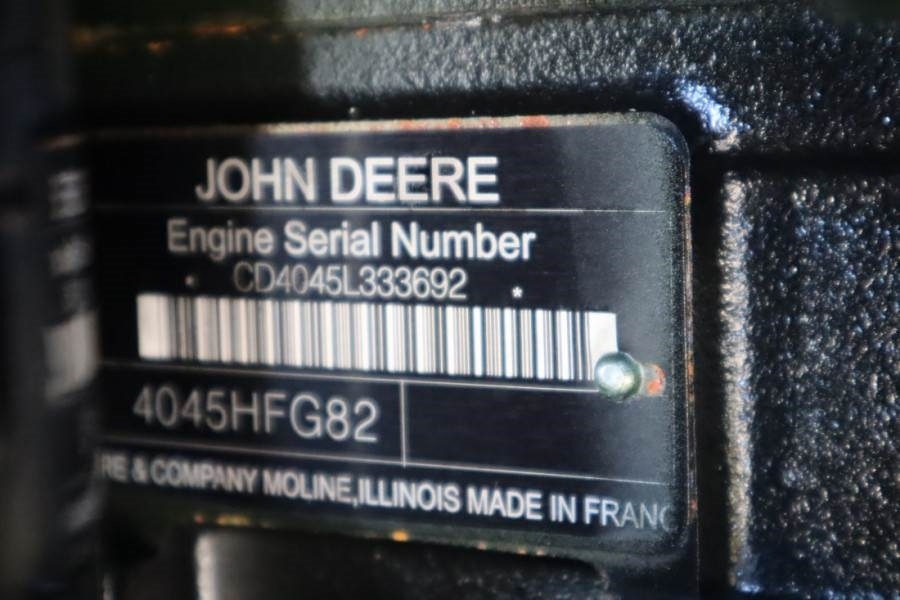 JOHN DEERE
Engine Serial Number
* CD4045L333692 *
4045HFG82
RE & COMPANY MOLINE,ILLINOIS MADE IN FRANC